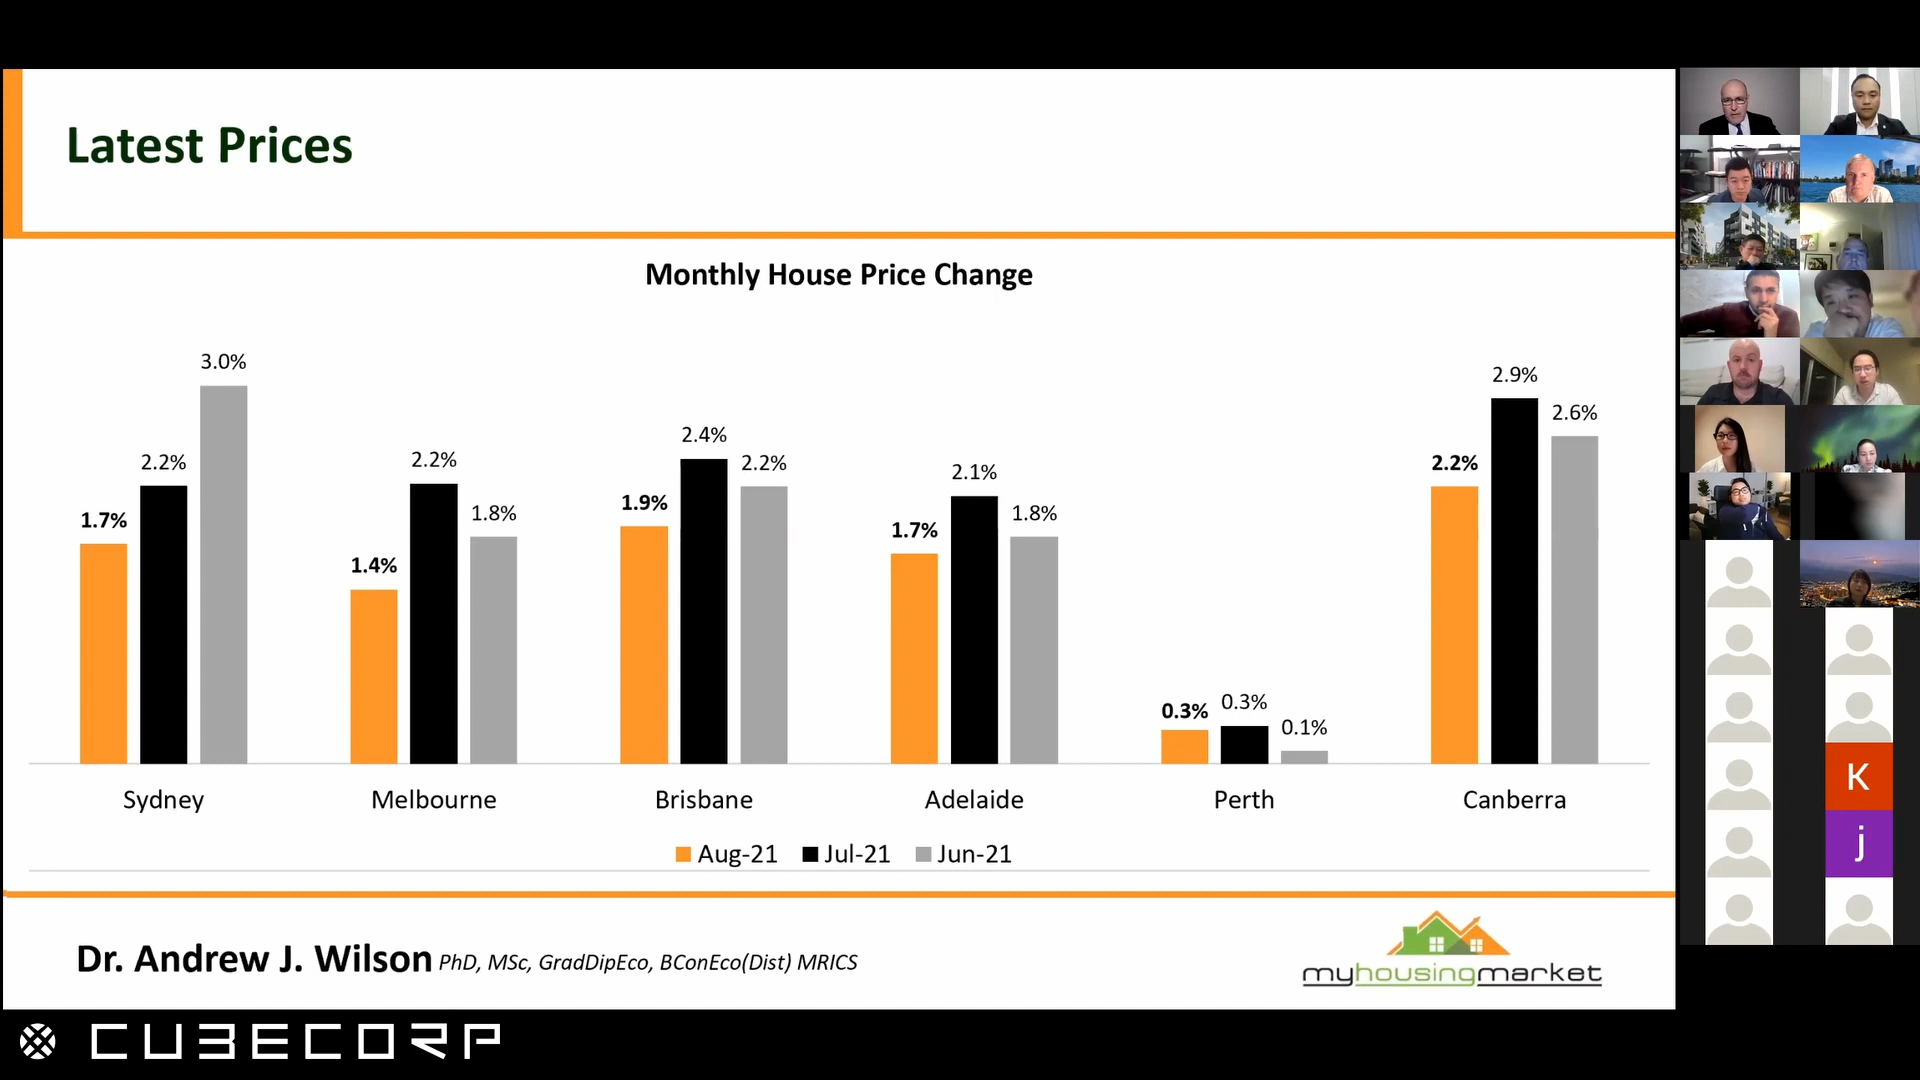 Latest Prices
Monthly House Price Change
3.0%
2.2%
1.7%
2.2%
1.8%
1.4%
2.4%
2.2%
1.9%
2.1%
1.8%
1.7%
0.3%
0.3%
0.1%
2.9%
2.6%
2.2%
Sydney
Melbourne
Brisbane
Adelaide
Perth
Canberra
Aug-21 Jul-21 Jun-21
Dr. Andrew J. Wilson PhD, MSc, GradDipEco, BConEco(Dist) MRICS
myhousingmarket
CUBECORP
K
j